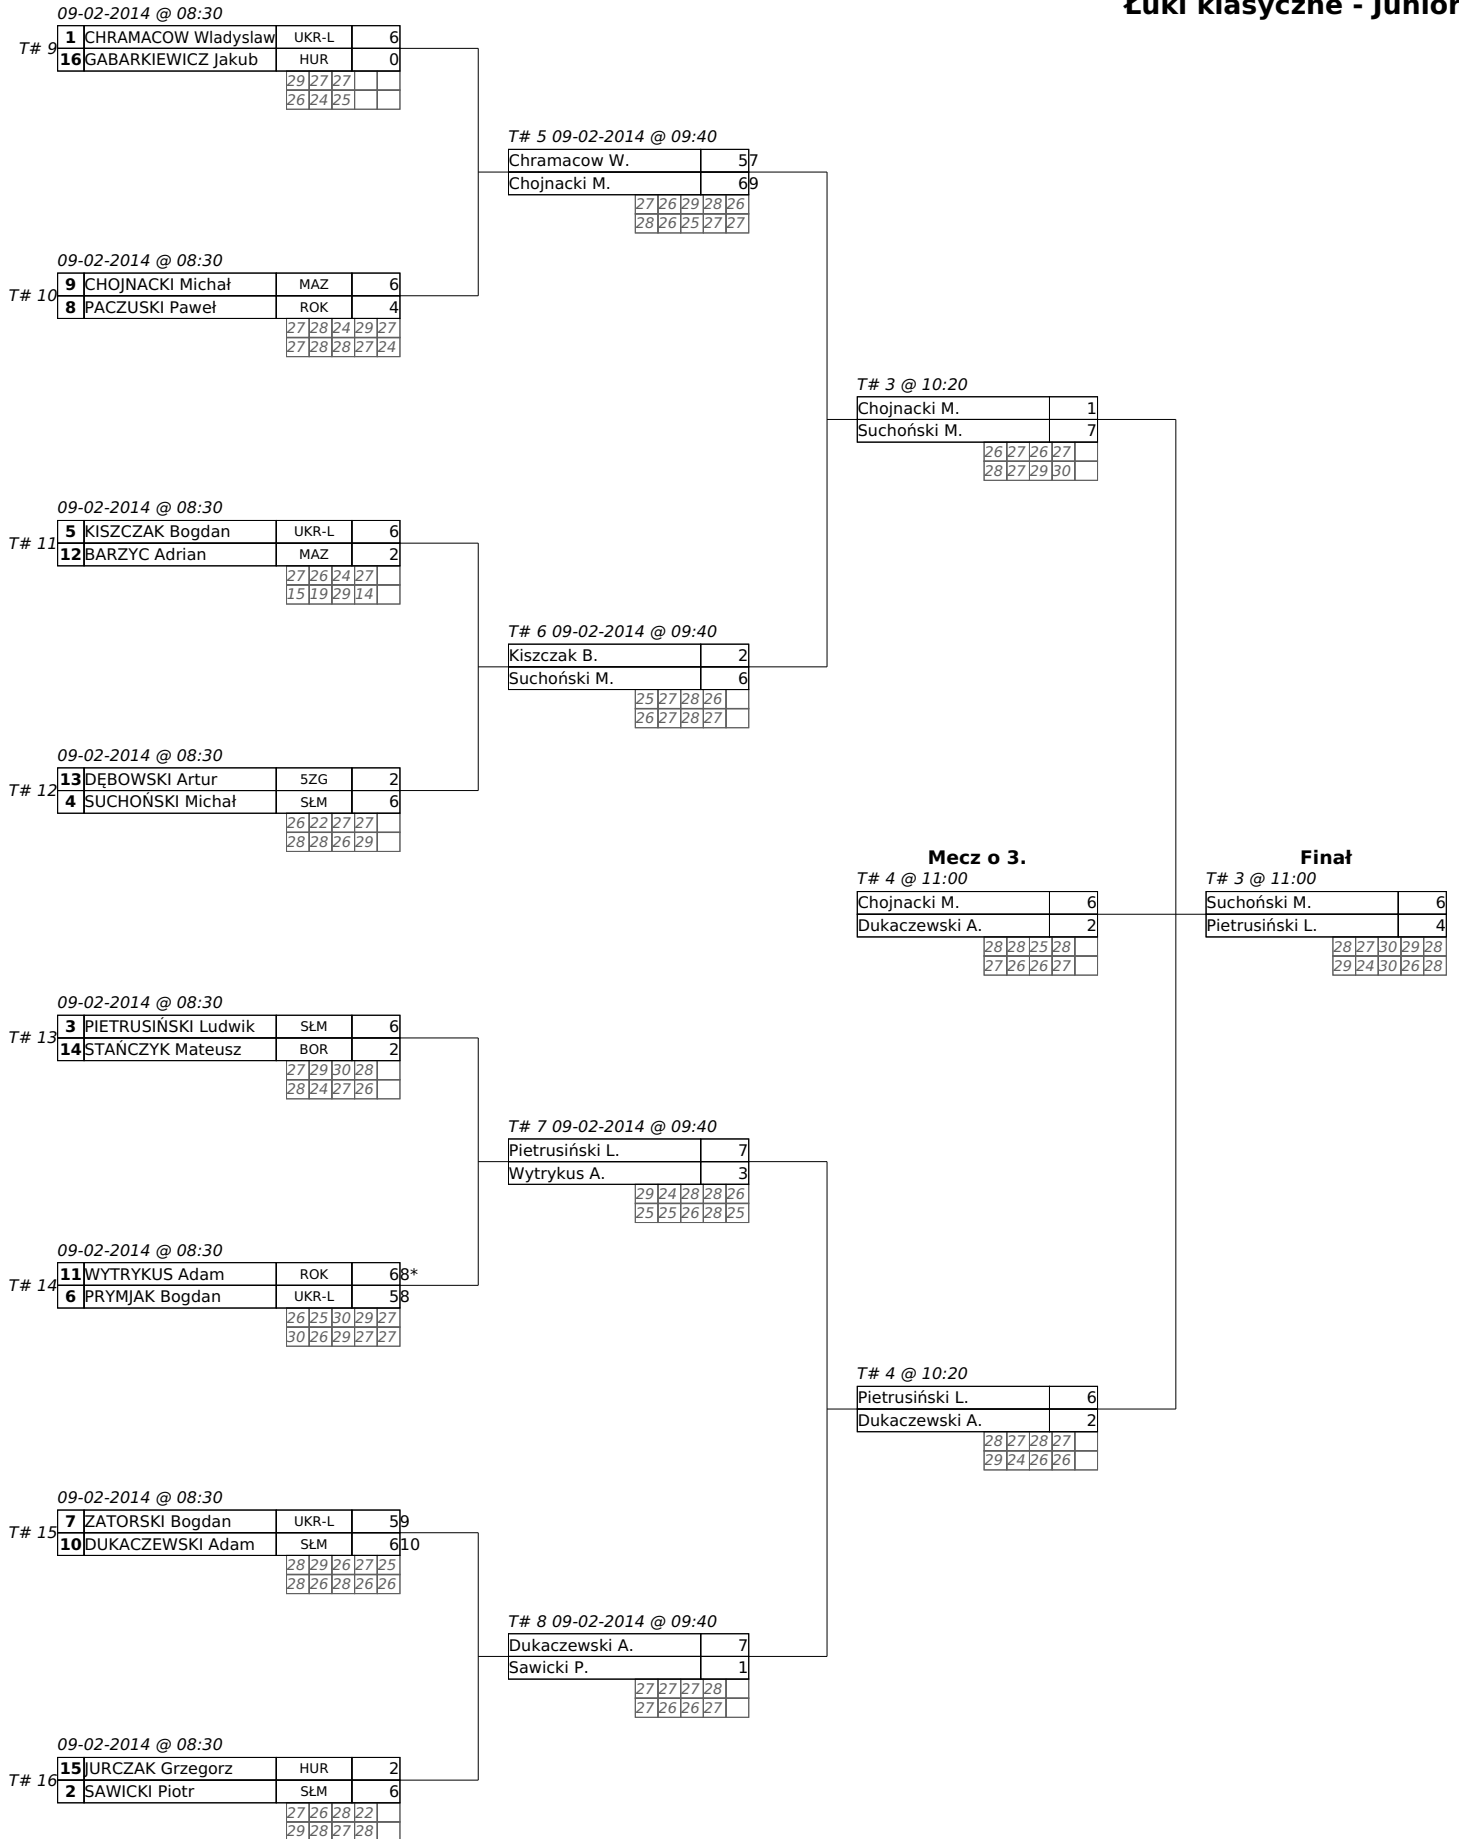 Łuki klasyczne - Junior
09-02-2014 @ 08:30
T# 9
1 CHRAMACOW Wladyslaw UKR-L 6
16 GABARKIEWICZ Jakub HUR 0
29 27 27
26 24 25
T# 5 09-02-2014 @ 09:40
Chramacow W. 5 7
Chojnacki M. 6 9
27 26 29 28 26
28 26 25 27 27
09-02-2014 @ 08:30
T# 10
9 CHOJNACKI Michał MAZ 6
8 PACZUSKI Paweł ROK 4
27 28 24 29 27
27 28 28 27 24
T# 3 @ 10:20
Chojnacki M. 1
Suchoński M. 7
26 27 26 27
28 27 29 30
09-02-2014 @ 08:30
T# 11
5 KISZCZAK Bogdan UKR-L 6
12 BARZYC Adrian MAZ 2
27 26 24 27
15 19 29 14
T# 6 09-02-2014 @ 09:40
Kiszczak B. 2
Suchoński M. 6
25 27 28 26
26 27 28 27
09-02-2014 @ 08:30
T# 12
13 DĘBOWSKI Artur 5ZG 2
4 SUCHOŃSKI Michał SŁM 6
26 22 27 27
28 28 26 29
Mecz o 3.
T# 4 @ 11:00
Chojnacki M. 6
Dukaczewski A. 2
28 28 25 28
27 26 26 27
Finał
T# 3 @ 11:00
Suchoński M. 6
Pietrusiński L. 4
28 27 30 29 28
29 24 30 26 28
09-02-2014 @ 08:30
T# 13
3 PIETRUSIŃSKI Ludwik SŁM 6
14 STAŃCZYK Mateusz BOR 2
27 29 30 28
28 24 27 26
T# 7 09-02-2014 @ 09:40
Pietrusiński L. 7
Wytrykus A. 3
29 24 28 28 26
25 25 26 28 25
09-02-2014 @ 08:30
T# 14
11 WYTRYKUS Adam ROK 6 8*
6 PRYMJAK Bogdan UKR-L 5 8
26 25 30 29 27
30 26 29 27 27
T# 4 @ 10:20
Pietrusiński L. 6
Dukaczewski A. 2
28 27 28 27
29 24 26 26
09-02-2014 @ 08:30
T# 15
7 ZATORSKI Bogdan UKR-L 5 9
10 DUKACZEWSKI Adam SŁM 6 10
28 29 26 27 25
28 26 28 26 26
T# 8 09-02-2014 @ 09:40
Dukaczewski A. 7
Sawicki P. 1
27 27 27 28
27 26 26 27
09-02-2014 @ 08:30
T# 16
15 JURCZAK Grzegorz HUR 2
2 SAWICKI Piotr SŁM 6
27 26 28 22
29 28 27 28